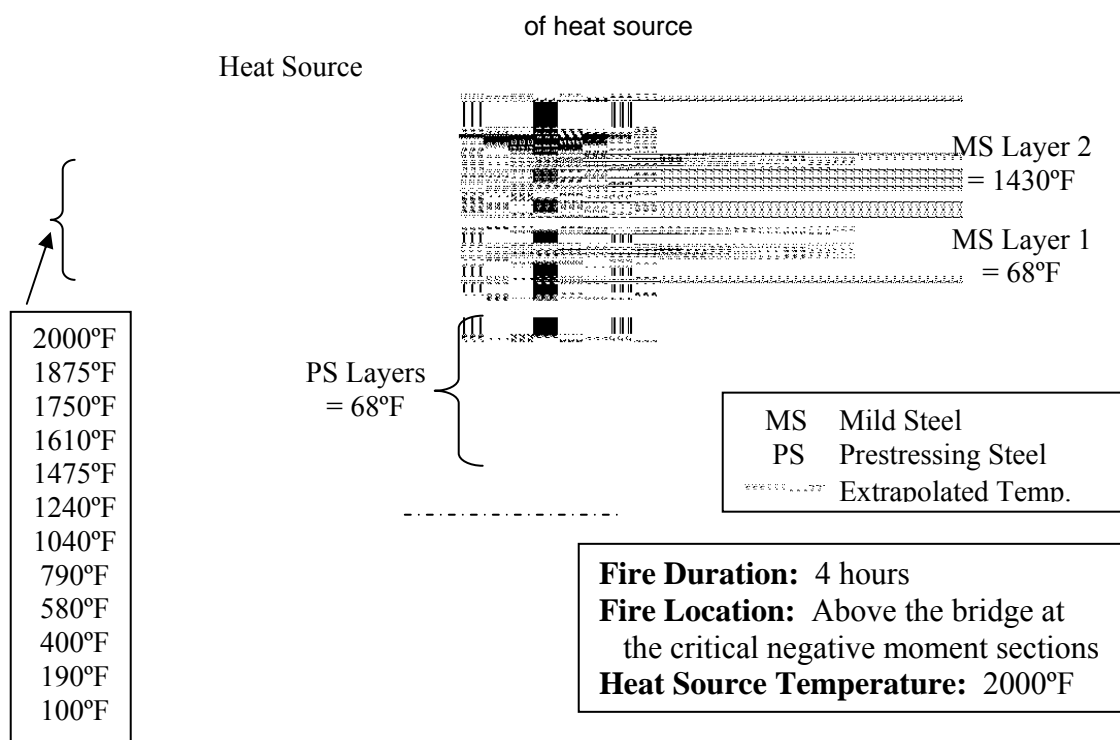 of heat source
Heat Source
MS Layer 2
= 1430ºF
MS Layer 1
= 68ºF
2000ºF
1875ºF
1750ºF
1610ºF
1475ºF
1240ºF
1040ºF
790ºF
580ºF
400ºF
190ºF
100ºF
PS Layers
= 68ºF
MS Mild Steel
PS Prestressing Steel
Extrapolated Temp.
Fire Duration: 4 hours
Fire Location: Above the bridge at
the critical negative moment sections
Heat Source Temperature: 2000ºF